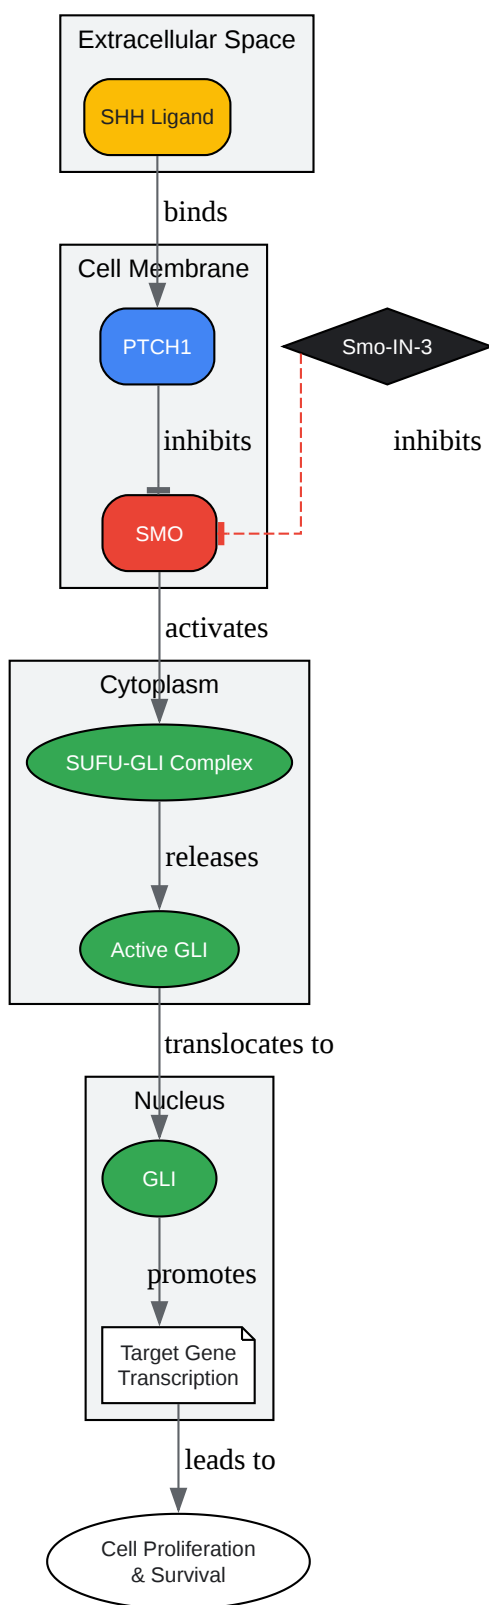 Extracellular Space
SHH Ligand
binds
Cell Membrane
PTCH1
Smo-IN-3
inhibits
inhibits
SMO
activates
Cytoplasm
SUFU-GLI Complex
releases
Active GLI
translocates to
Nucleus
GLI
promotes
Target Gene
Transcription
leads to
Cell Proliferation
& Survival